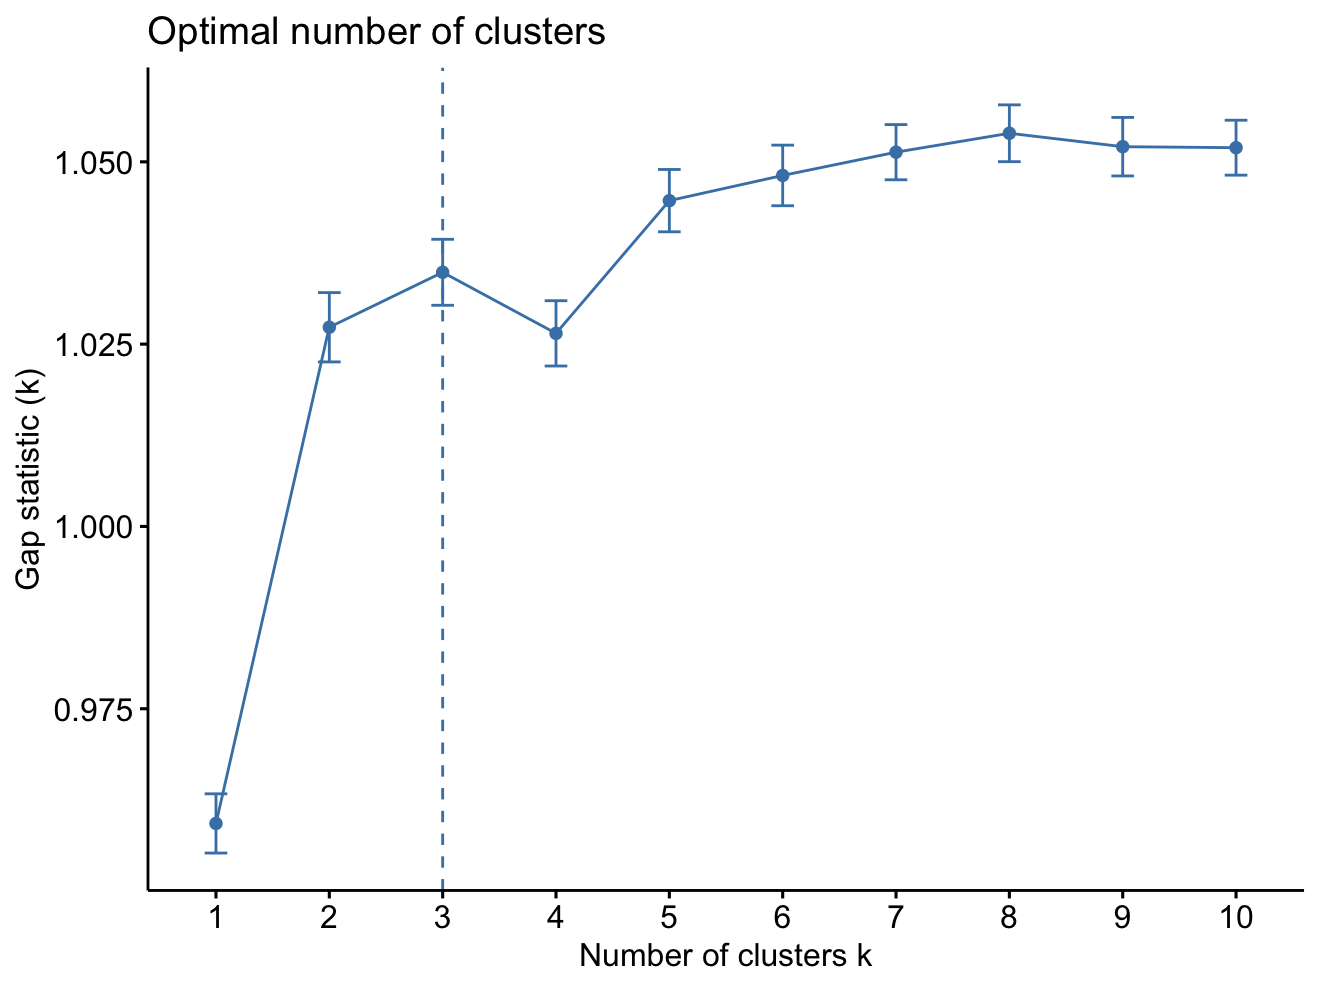 Optimal number of clusters
Gap statistic (k)
1.050
1.025
1.000
0.975
1 2 3 4 5 6 7 8 9 10
Number of clusters k